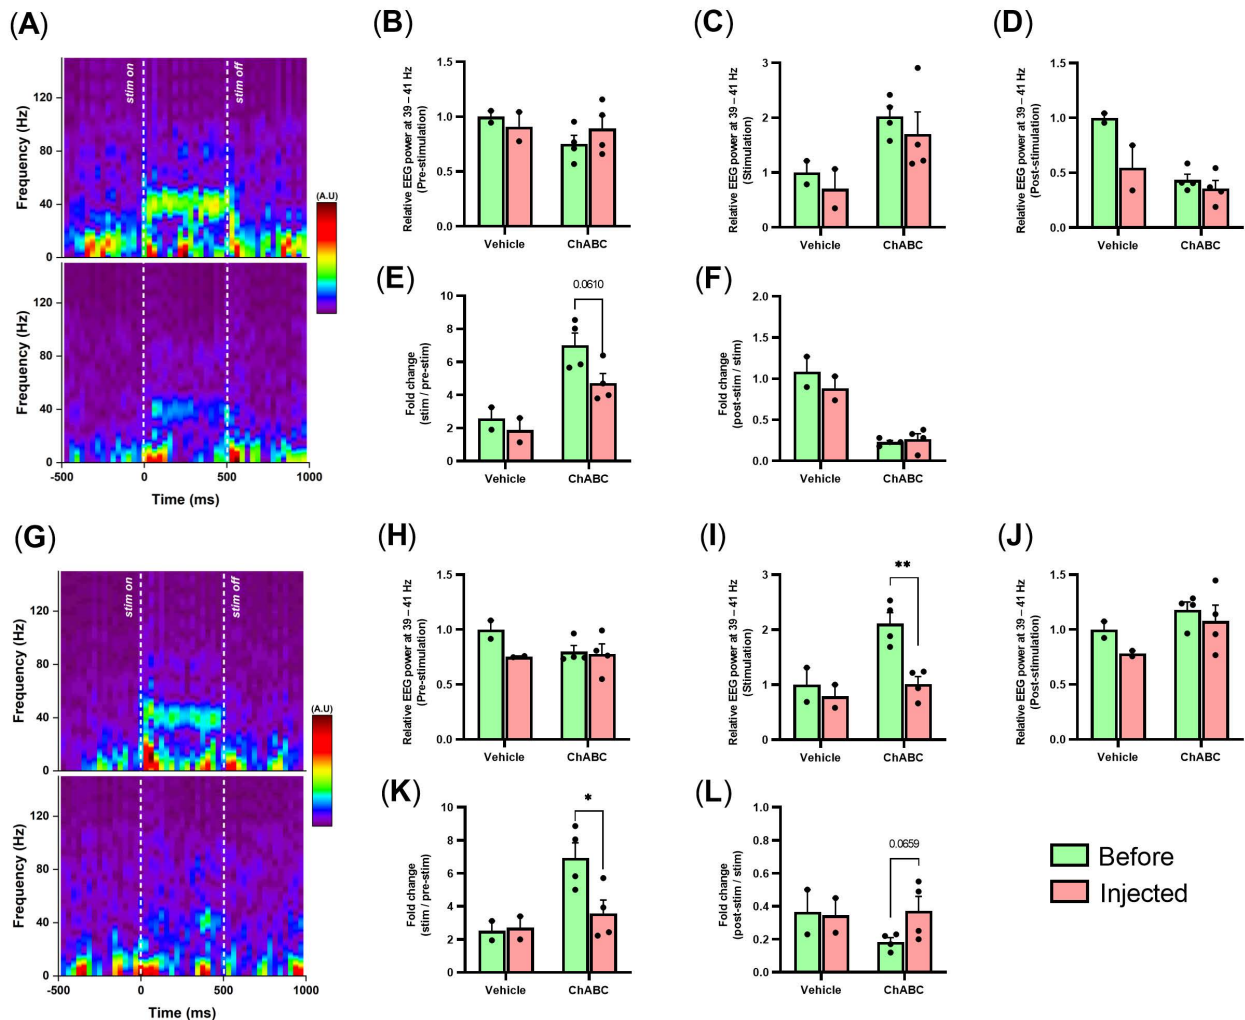 (A)
stim on
stim off
Frequency (Hz)
120
80
40
0
(A.U)
Frequency (Hz)
120
80
40
0
-500
0
500
1000
Time (ms)
(B)
Relative EEG power at 39 – 41 Hz
(Pre-stimulation)
1.5
1.0
0.5
0.0
Vehicle
ChABC
(C)
Relative EEG power at 39 – 41 Hz
(Stimulation)
3
2
1
0
Vehicle
ChABC
(D)
Relative EEG power at 39 – 41 Hz
(Post-stimulation)
1.5
1.0
0.5
0.0
Vehicle
ChABC
(E)
Fold change
(stim / pre-stim)
10
8
6
4
2
0
0.0610
Vehicle
ChABC
(F)
Fold change
(post-stim / stim)
2.0
1.5
1.0
0.5
0.0
Vehicle
ChABC
(G)
stim on
stim off
Frequency (Hz)
120
80
40
0
(A.U)
Frequency (Hz)
120
80
40
0
-500
0
500
1000
Time (ms)
(H)
Relative EEG power at 39 – 41 Hz
(Pre-stimulation)
1.5
1.0
0.5
0.0
Vehicle
ChABC
(I)
Relative EEG power at 39 – 41 Hz
(Stimulation)
3
2
1
0
**
Vehicle
ChABC
(J)
Relative EEG power at 39 – 41 Hz
(Post-stimulation)
1.5
1.0
0.5
0.0
Vehicle
ChABC
(K)
Fold change
(stim / pre-stim)
10
8
6
4
2
0
*
Vehicle
ChABC
(L)
Fold change
(post-stim / stim)
1.0
0.8
0.6
0.4
0.2
0.0
0.0659
Vehicle
ChABC
Before
Injected